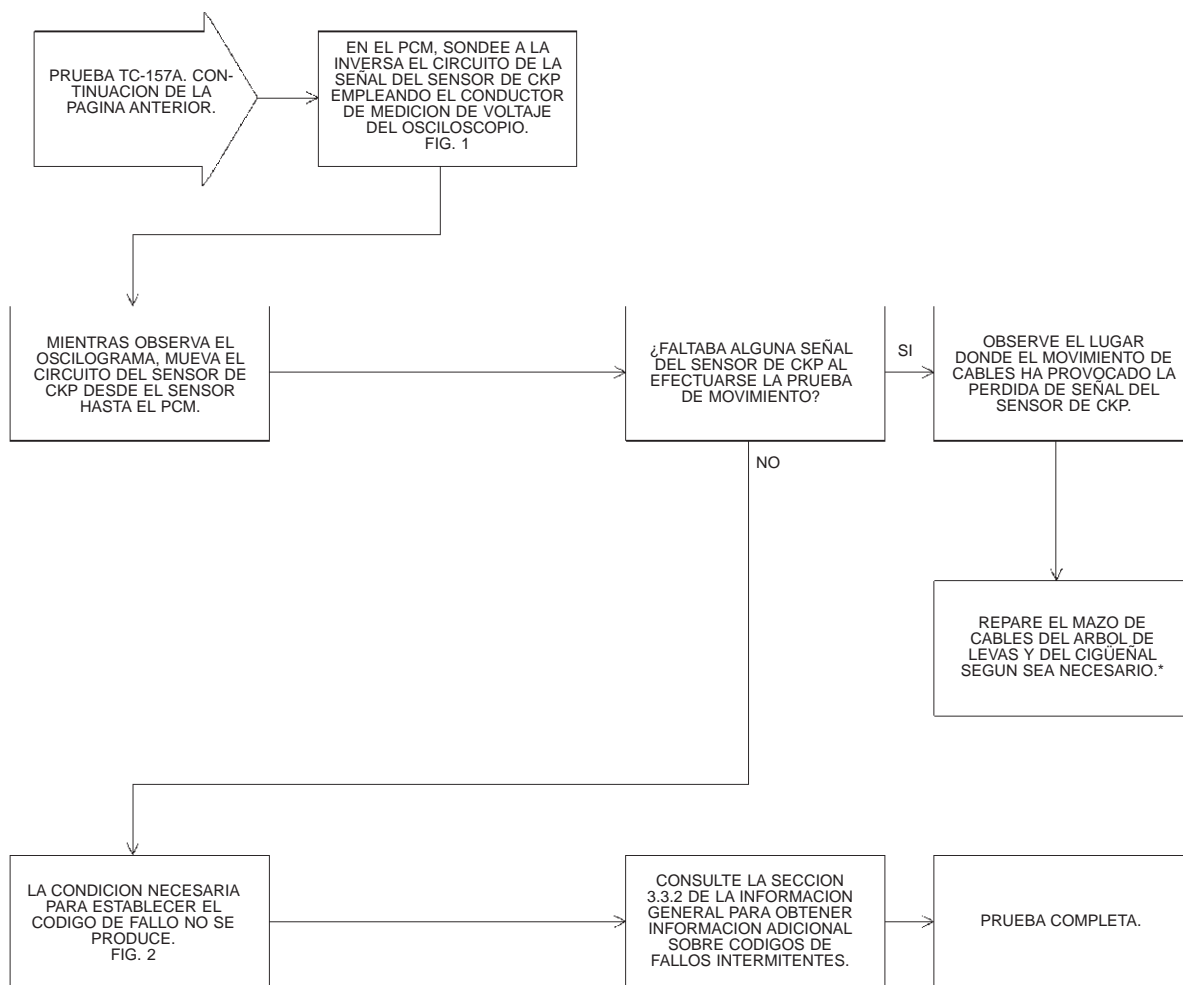 PRUEBA TC-157A. CON-
TINUACION DE LA
PAGINA ANTERIOR.
EN EL PCM, SONDEE A LA
INVERSA EL CIRCUITO DE LA
SEÑAL DEL SENSOR DE CKP
EMPLEANDO EL CONDUCTOR
DE MEDICION DE VOLTAJE
DEL OSCILOSCOPIO.
FIG. 1
MIENTRAS OBSERVA EL
OSCILOGRAMA, MUEVA EL
CIRCUITO DEL SENSOR DE
CKP DESDE EL SENSOR
HASTA EL PCM.
¿FALTABA ALGUNA SEÑAL
DEL SENSOR DE CKP AL
EFECTUARSE LA PRUEBA
DE MOVIMIENTO?
SI
OBSERVE EL LUGAR
DONDE EL MOVIMIENTO DE
CABLES HA PROVOCADO LA
PERDIDA DE SEÑAL DEL
SENSOR DE CKP.
NO
REPARE EL MAZO DE
CABLES DEL ARBOL DE
LEVAS Y DEL CIGÜEÑAL
SEGUN SEA NECESARIO.*
LA CONDICION NECESARIA
PARA ESTABLECER EL
CODIGO DE FALLO NO SE
PRODUCE.
FIG. 2
CONSULTE LA SECCION
3.3.2 DE LA INFORMACION
GENERAL PARA OBTENER
INFORMACION ADICIONAL
SOBRE CODIGOS DE
FALLOS INTERMITENTES.
PRUEBA COMPLETA.